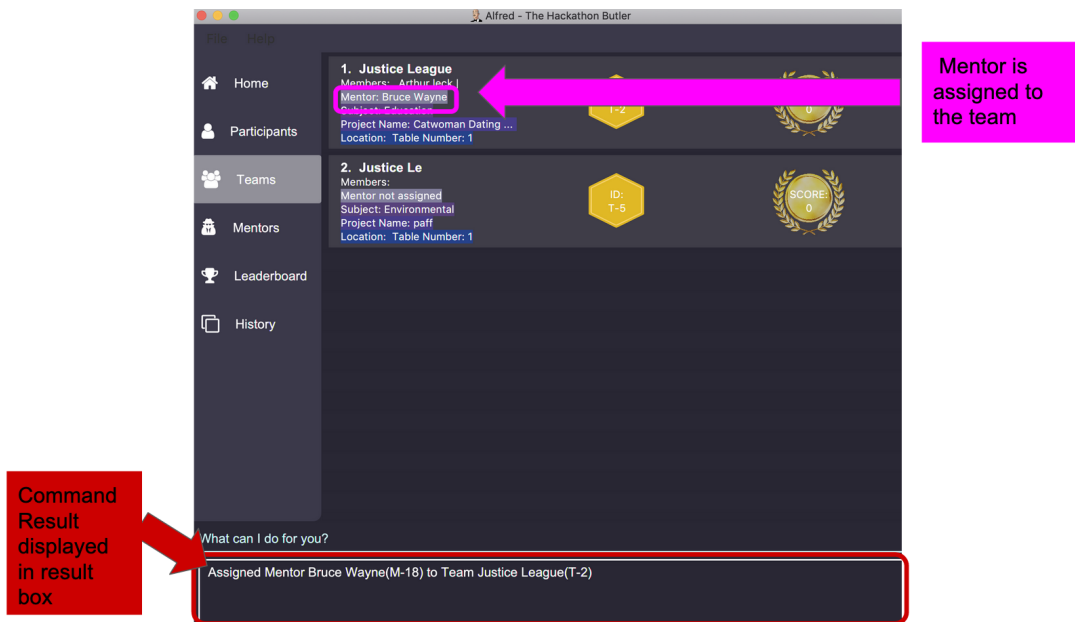 Alfred - The Hackathon Butler
File Help
Home
Participants
Teams
Mentors
Leaderboard
History
1. Justice League
Members: Arthur leck |
Mentor: Bruce Wayne
Subject: Education
Project Name: Catwoman Dating ...
Location: Table Number: 1
T-2
0
2. Justice Le
Members:
Mentor not assigned
Subject: Environmental
Project Name: paff
Location: Table Number: 1
ID:
T-5
SCORE:
0
Mentor is
assigned to
the team
Command
Result
displayed
in result
box
What can I do for you?
Assigned Mentor Bruce Wayne(M-18) to Team Justice League(T-2)